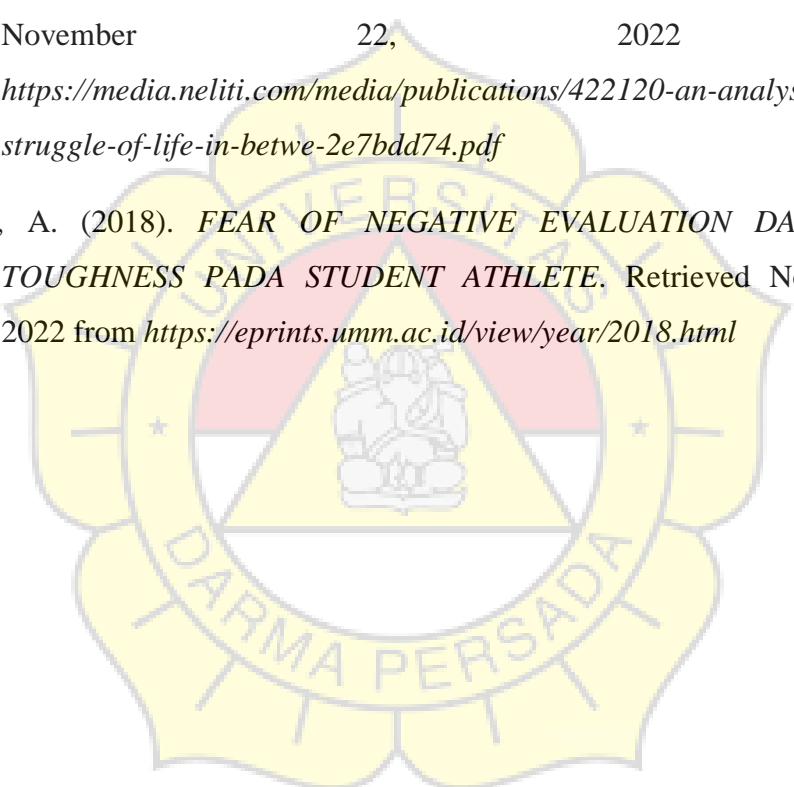 November 22, 2022
https://media.neliti.com/media/publications/422120-an-analys
struggle-of-life-in-betwe-2e7bdd74.pdf
, A. (2018). FEAR OF NEGATIVE EVALUATION DA
TOUGHNESS PADA STUDENT ATHLETE. Retrieved No
2022 from https://eprints.umm.ac.id/view/year/2018.html
UNIVERSITAS
DARMA PERSADA